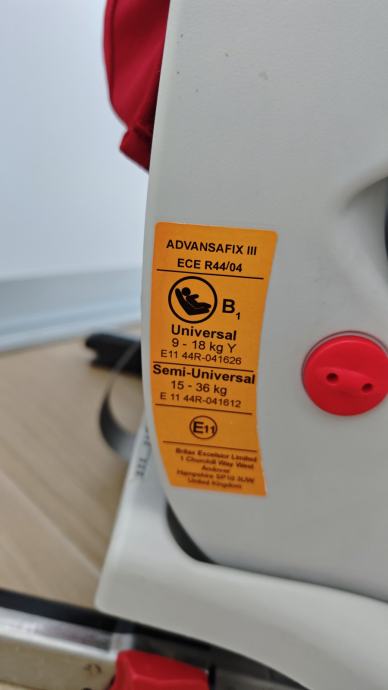 ADVANSAFIX III
ECE R44/04
B1
Universal
9 - 18 kg Y
E11 44R-041626
Semi-Universal
15 - 36 kg
E 11 44R-041612
E11
Britax Excelsior Limited
1 Churchill Way West
Andover
Hampshire SP10 3UW
United Kingdom